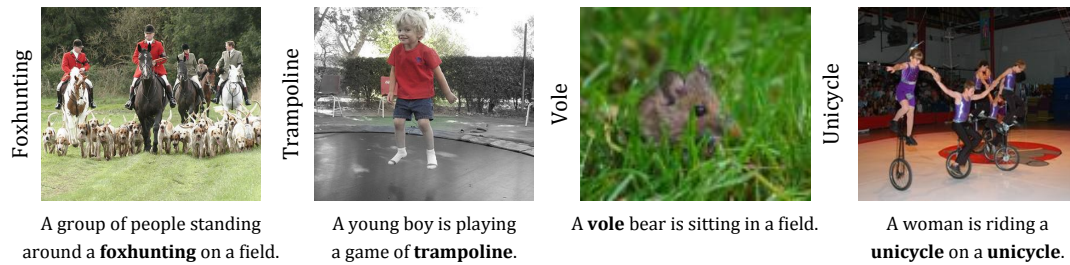 Foxhunting
A group of people standing
around a foxhunting on a field.
Trampoline
A young boy is playing
a game of trampoline.
Vole
A vole bear is sitting in a field.
Unicycle
A woman is riding a
unicycle on a unicycle.